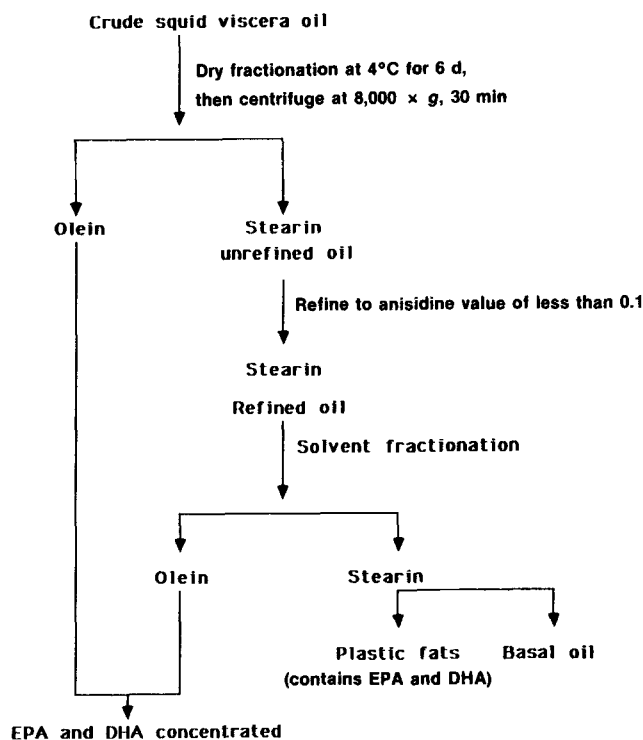 Crude squid viscera oil
Dry fractionation at 4°C for 6 d,
then centrifuge at 8,000 × g, 30 min
Olein
Stearin
unrefined oil
Refine to anisidine value of less than 0.1
Stearin
Refined oil
Solvent fractionation
Olein
Stearin
Plastic fats
Basal oil
(contains EPA and DHA)
EPA and DHA concentrated